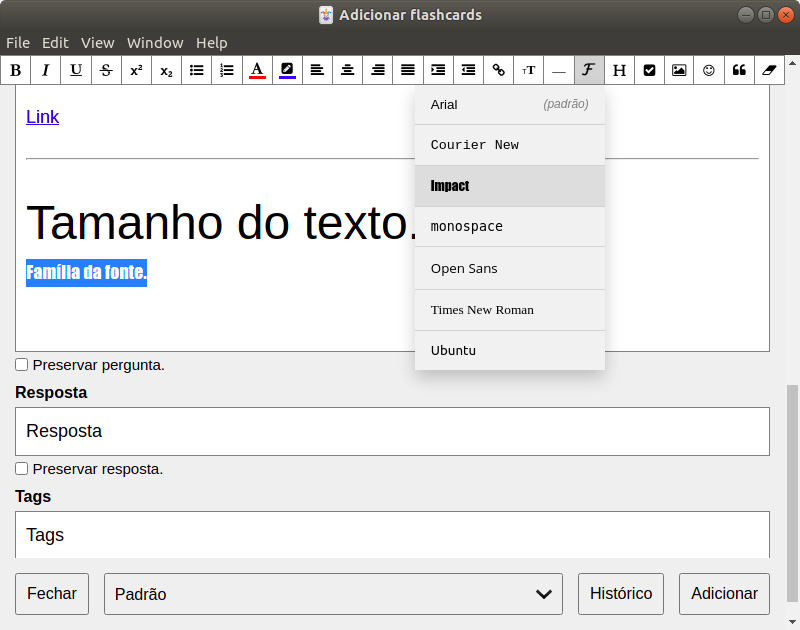 Adicionar flashcards
File Edit View Window Help
B I U S x² x₂ A тT — ℱ H
Link
Arial (padrão)
Courier New
Impact
monospace
Open Sans
Times New Roman
Ubuntu
Tamanho do texto.
Família da fonte.
Preservar pergunta.
Resposta
Resposta
Preservar resposta.
Tags
Tags
Fechar Padrão Histórico Adicionar